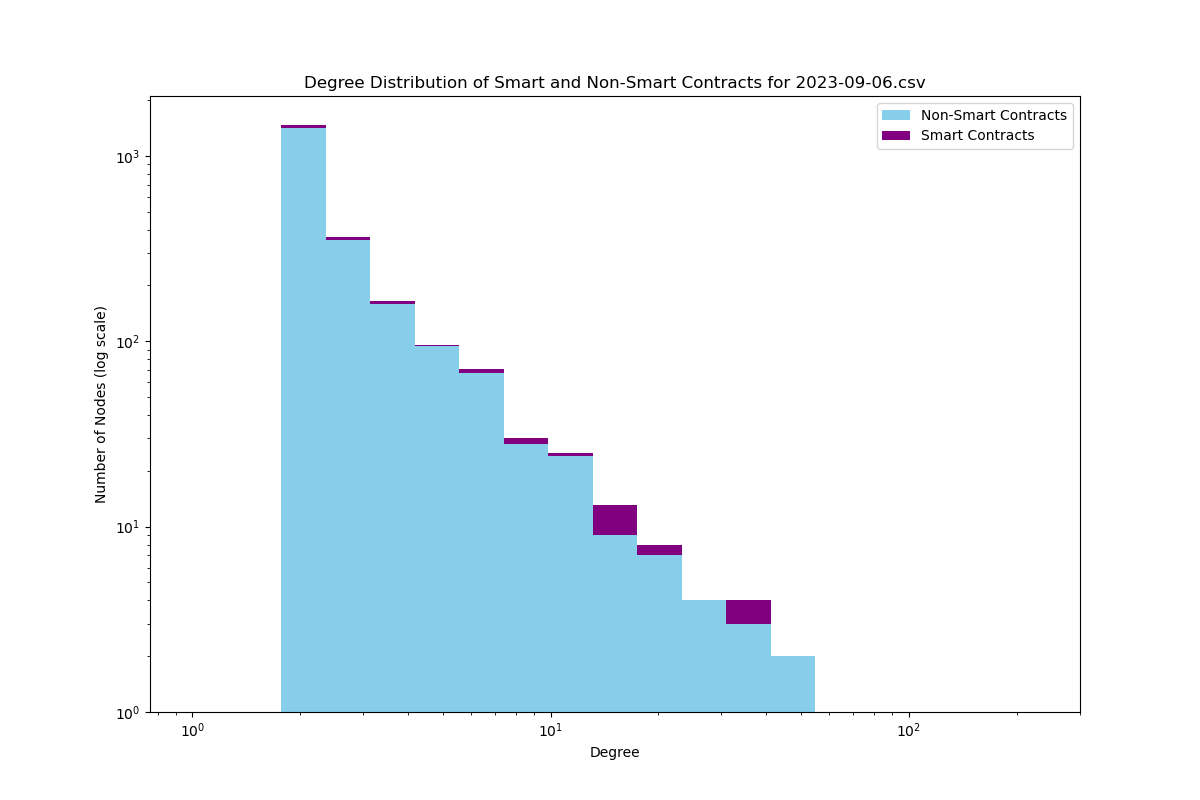 Degree Distribution of Smart and Non-Smart Contracts for 2023-09-06.csv
Non-Smart Contracts
Smart Contracts
Number of Nodes (log scale)
10³
10²
10¹
10⁰
10⁰ 10¹ 10²
Degree